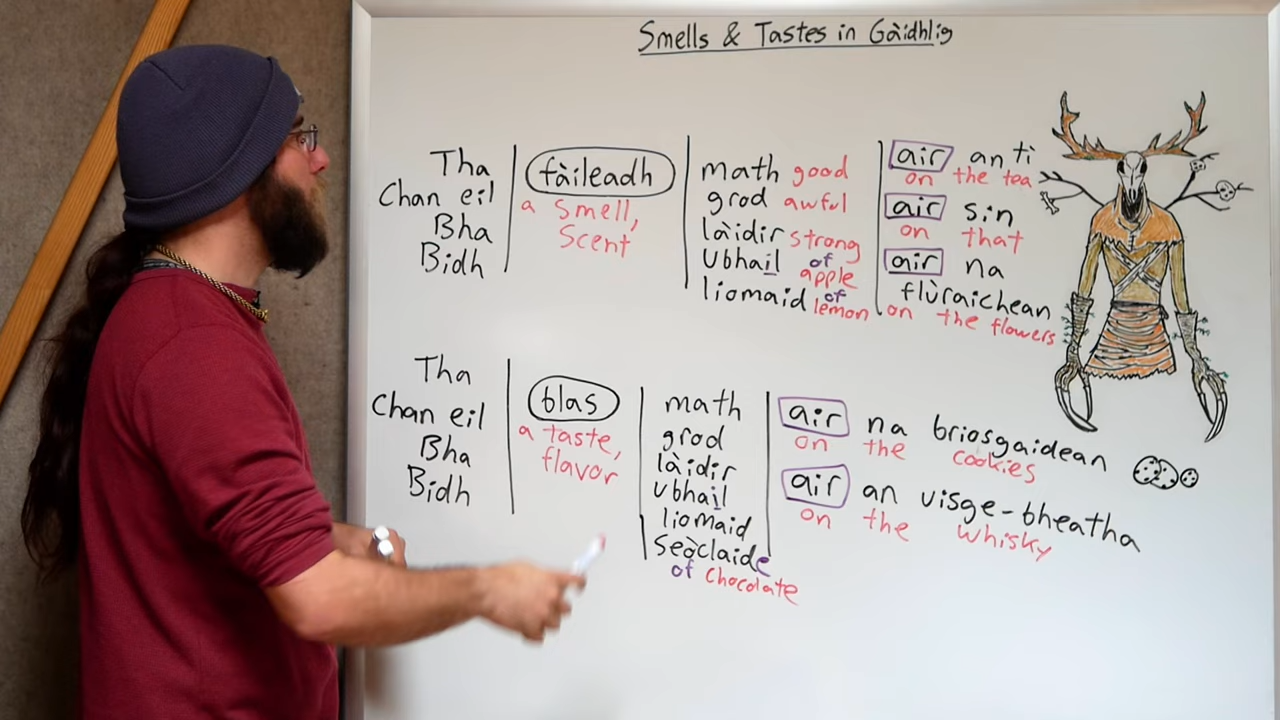 Smells & Tastes in Gàidhlig
Tha
Chan eil
Bha
Bidh
fàileadh
a smell,
scent
math good
grod awful
làidir strong
ubhail of apple
liomaid of lemon
air an tì
on the tea
air sin
on that
air na
flùraichean
on the flowers
Tha
Chan eil
Bha
Bidh
blas
a taste,
flavor
math
grod
làidir
ubhail
liomaid
seòclaide
of chocolate
air na briosgaidean
on the cookies
air an uisge-bheatha
on the whisky